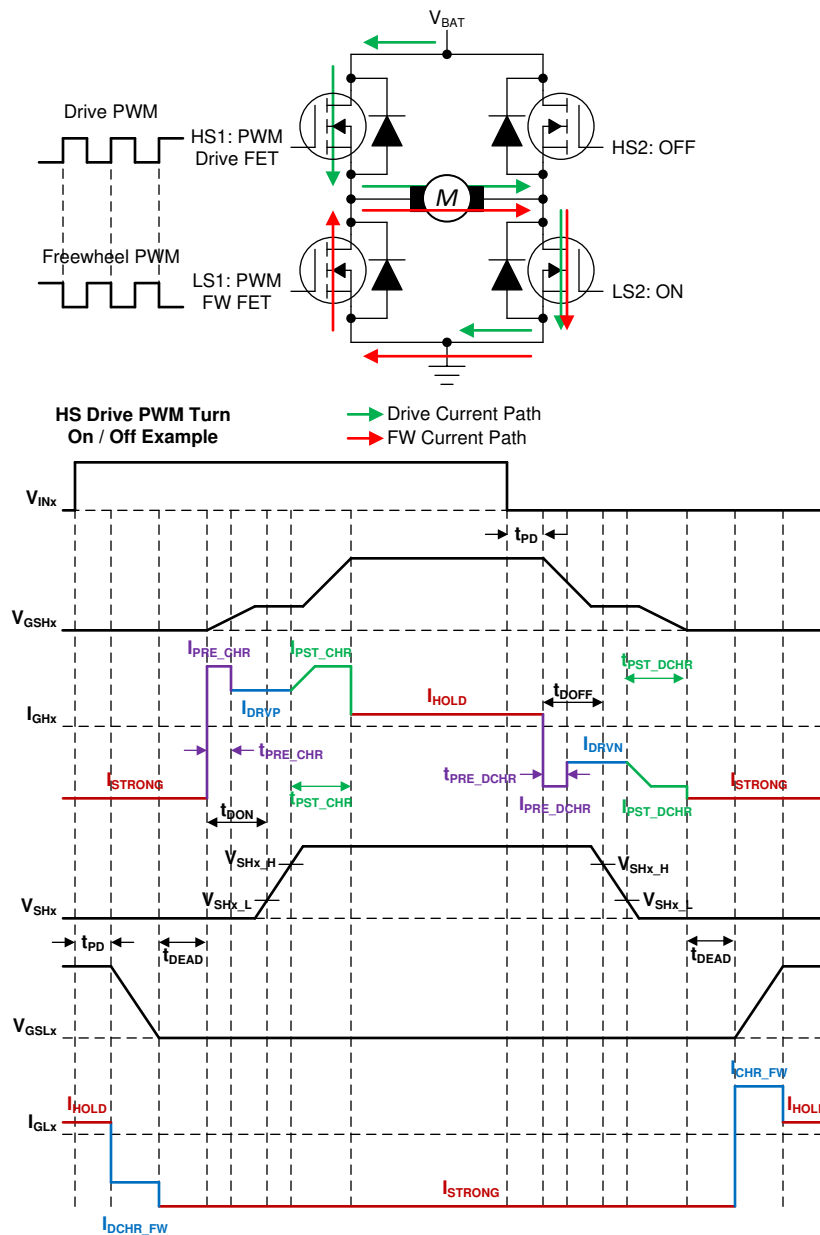 VBAT
Drive PWM
HS1: PWM
Drive FET
HS2: OFF
M
Freewheel PWM
LS1: PWM
FW FET
LS2: ON
HS Drive PWM Turn
On / Off Example
Drive Current Path
FW Current Path
VINx
tPD
VGSHx
IPRE_CHR
IPST_CHR
tPST_DCHR
IHOLD
tDOFF
IDRVP
IGHx
IDRVN
tPRE_CHR
ISTRONG
tPRE_DCHR
ISTRONG
tPST_CHR
IPRE_DCHR
IPST_DCHR
tDON
VSHx_H
VSHx_H
VSHx_L
VSHx_L
VSHx
tPD
tDEAD
tDEAD
VGSLx
ICHR_FW
IHOLD
IHOLD
IGLx
ISTRONG
IDCHR_FW